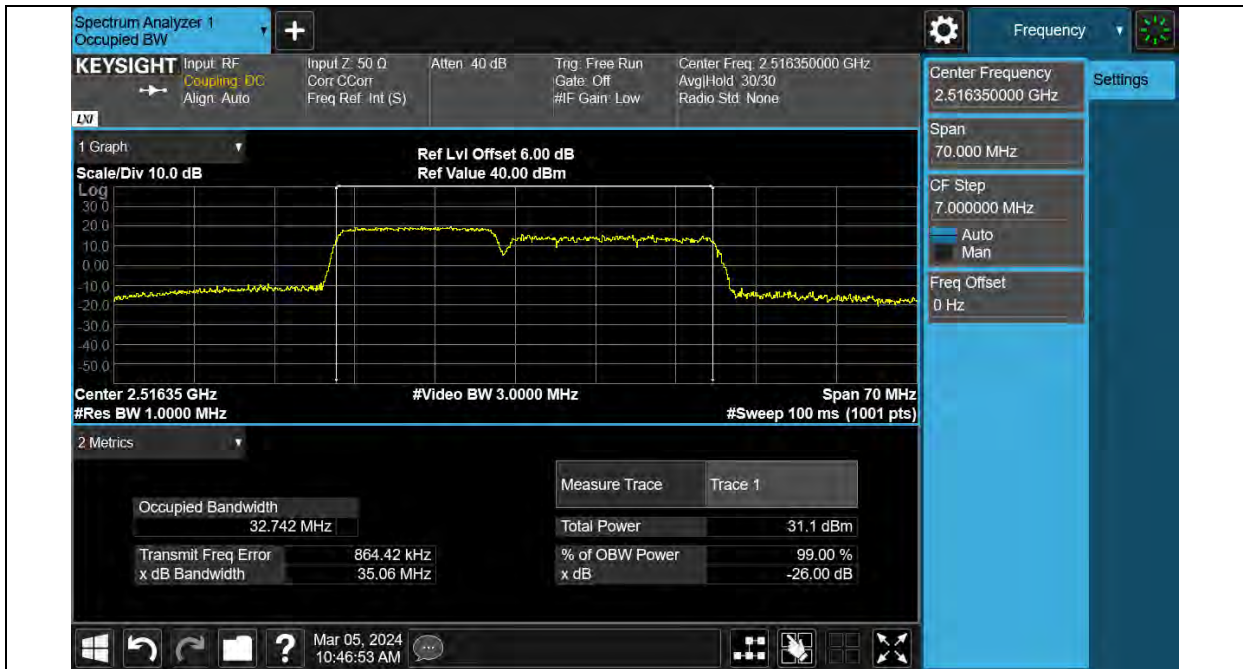 Spectrum Analyzer 1
Occupied BW
+
Frequency
KEYSIGHT
Input: RF
Coupling: DC
Align: Auto
Input Z: 50 Ω
Corr CCorr
Freq Ref: Int (S)
Atten: 40 dB
Trig: Free Run
Gate: Off
#IF Gain: Low
Center Freq: 2.516350000 GHz
Avg|Hold: 30/30
Radio Std: None
LXI
Center Frequency
2.516350000 GHz
Settings
Span
70.000 MHz
CF Step
7.000000 MHz
Auto
Man
Freq Offset
0 Hz
1 Graph
Scale/Div 10.0 dB
Ref Lvl Offset 6.00 dB
Ref Value 40.00 dBm
Log
30.0
20.0
10.0
0.00
-10.0
-20.0
-30.0
-40.0
-50.0
Center 2.51635 GHz
#Video BW 3.0000 MHz
Span 70 MHz
#Res BW 1.0000 MHz
#Sweep 100 ms (1001 pts)
2 Metrics
Measure Trace Trace 1
Occupied Bandwidth
32.742 MHz
Total Power 31.1 dBm
Transmit Freq Error 864.42 kHz
% of OBW Power 99.00 %
x dB Bandwidth 35.06 MHz
x dB -26.00 dB
?
Mar 05, 2024
10:46:53 AM